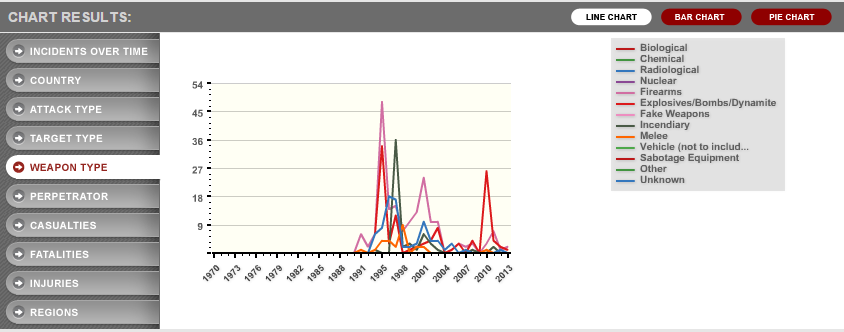 CHART RESULTS:
LINE CHART
BAR CHART
PIE CHART
INCIDENTS OVER TIME
COUNTRY
ATTACK TYPE
TARGET TYPE
WEAPON TYPE
PERPETRATOR
CASUALTIES
FATALITIES
INJURIES
REGIONS
54
45
36
27
18
9
1970
1973
1976
1979
1982
1985
1988
1991
1995
1998
2001
2004
2007
2010
2013
Biological
Chemical
Radiological
Nuclear
Firearms
Explosives/Bombs/Dynamite
Fake Weapons
Incendiary
Melee
Vehicle (not to includ...
Sabotage Equipment
Other
Unknown